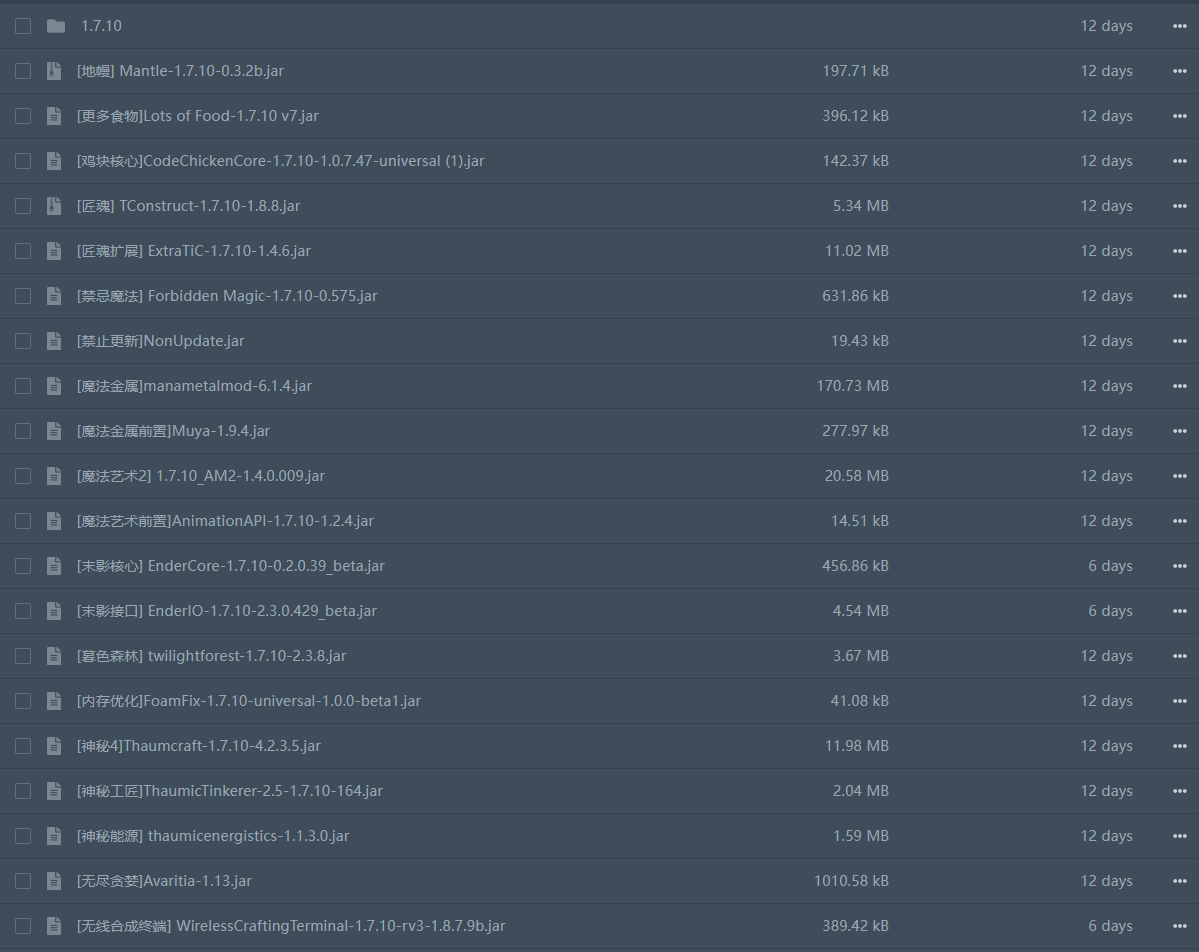 1.7.10 12 days
[地幔] Mantle-1.7.10-0.3.2b.jar 197.71 kB 12 days
[更多食物]Lots of Food-1.7.10 v7.jar 396.12 kB 12 days
[鸡块核心]CodeChickenCore-1.7.10-1.0.7.47-universal (1).jar 142.37 kB 12 days
[匠魂] TConstruct-1.7.10-1.8.8.jar 5.34 MB 12 days
[匠魂扩展] ExtraTiC-1.7.10-1.4.6.jar 11.02 MB 12 days
[禁忌魔法] Forbidden Magic-1.7.10-0.575.jar 631.86 kB 12 days
[禁止更新]NonUpdate.jar 19.43 kB 12 days
[魔法金属]manametalmod-6.1.4.jar 170.73 MB 12 days
[魔法金属前置]Muya-1.9.4.jar 277.97 kB 12 days
[魔法艺术2] 1.7.10_AM2-1.4.0.009.jar 20.58 MB 12 days
[魔法艺术前置]AnimationAPI-1.7.10-1.2.4.jar 14.51 kB 12 days
[末影核心] EnderCore-1.7.10-0.2.0.39_beta.jar 456.86 kB 6 days
[末影接口] EnderIO-1.7.10-2.3.0.429_beta.jar 4.54 MB 6 days
[暮色森林] twilightforest-1.7.10-2.3.8.jar 3.67 MB 12 days
[内存优化]FoamFix-1.7.10-universal-1.0.0-beta1.jar 41.08 kB 12 days
[神秘4]Thaumcraft-1.7.10-4.2.3.5.jar 11.98 MB 12 days
[神秘工匠]ThaumicTinkerer-2.5-1.7.10-164.jar 2.04 MB 12 days
[神秘能源] thaumicenergistics-1.1.3.0.jar 1.59 MB 12 days
[无尽贪婪]Avaritia-1.13.jar 1010.58 kB 12 days
[无线合成终端] WirelessCraftingTerminal-1.7.10-rv3-1.8.7.9b.jar 389.42 kB 6 days